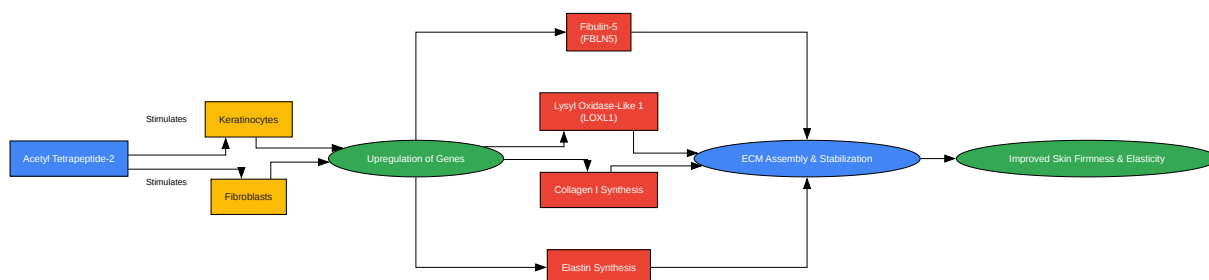 Fibulin-5
(FBLN5)
Lysyl Oxidase-Like 1
(LOXL1)
Stimulates
Keratinocytes
Acetyl Tetrapeptide-2
Upregulation of Genes
ECM Assembly & Stabilization
Improved Skin Firmness & Elasticity
Stimulates
Fibroblasts
Collagen I Synthesis
Elastin Synthesis